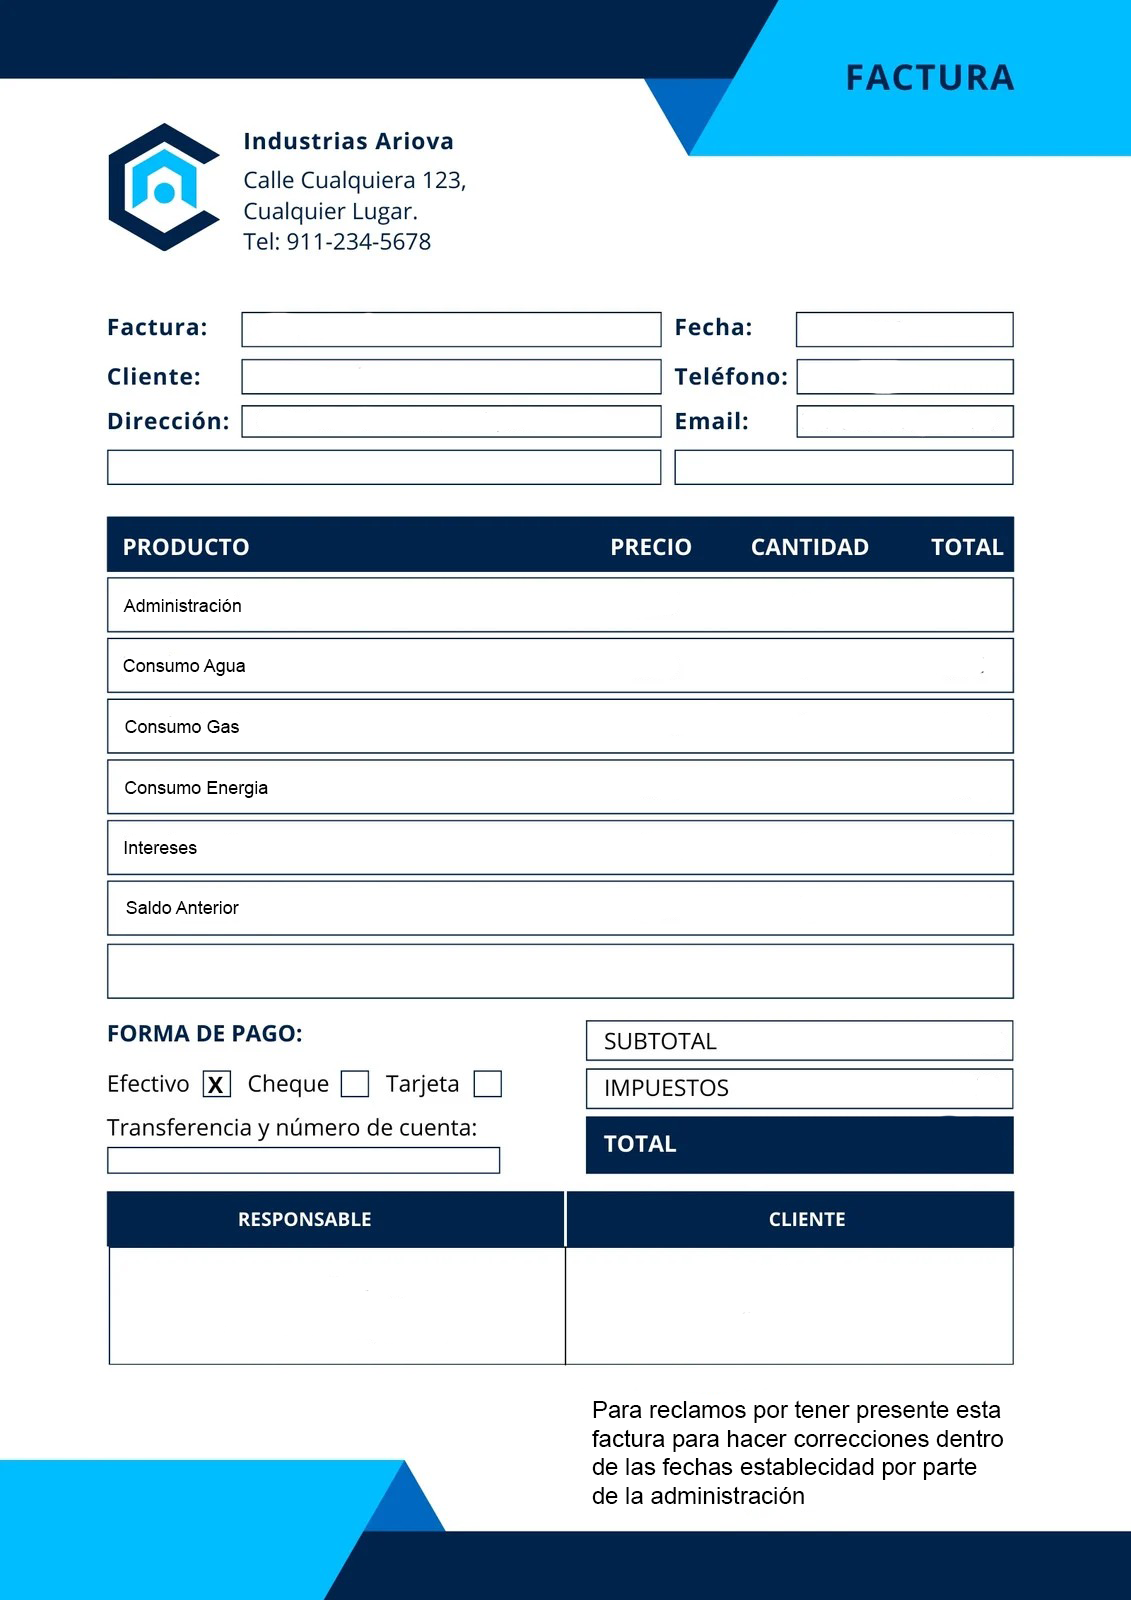 FACTURA
Industrias Ariova
Calle Cualquiera 123,
Cualquier Lugar.
Tel: 911-234-5678
Factura: Fecha:
Cliente: Teléfono:
Dirección: Email:
PRODUCTO PRECIO CANTIDAD TOTAL
Administración
Consumo Agua
Consumo Gas
Consumo Energia
Intereses
Saldo Anterior
FORMA DE PAGO:
Efectivo X Cheque Tarjeta
Transferencia y número de cuenta:
SUBTOTAL
IMPUESTOS
TOTAL
RESPONSABLE CLIENTE
Para reclamos por tener presente esta
factura para hacer correcciones dentro
de las fechas establecidad por parte
de la administración